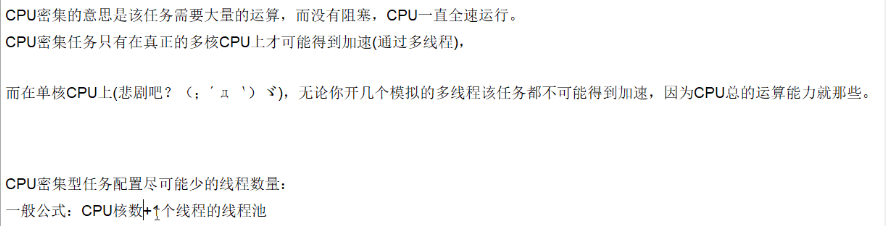 CPU密集的意思是该任务需要大量的运算，而没有阻塞，CPU一直全速运行。
CPU密集任务只有在真正的多核CPU上才可能得到加速(通过多线程)，
而在单核CPU上(悲剧吧？（；´д｀）ゞ)，无论你开几个模拟的多线程该任务都不可能得到加速，因为CPU总的运算能力就那些。
CPU密集型任务配置尽可能少的线程数量：
一般公式：CPU核数+1个线程的线程池